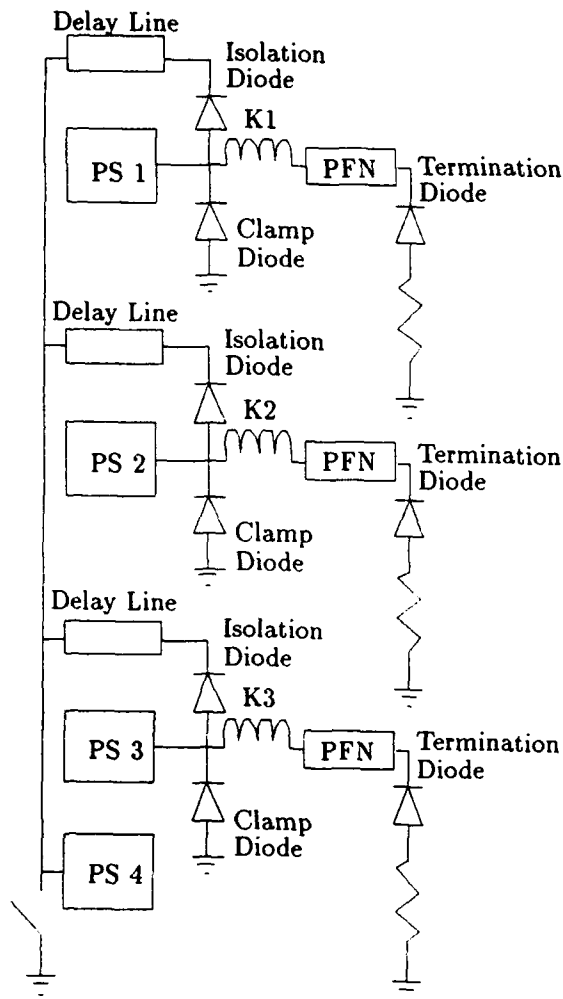 Delay Line
Isolation
Diode
K1
PS 1
PFN
Termination
Diode
Clamp
Diode
Delay Line
Isolation
Diode
K2
PS 2
PFN
Termination
Diode
Clamp
Diode
Delay Line
Isolation
Diode
K3
PS 3
PFN
Termination
Diode
Clamp
Diode
PS 4